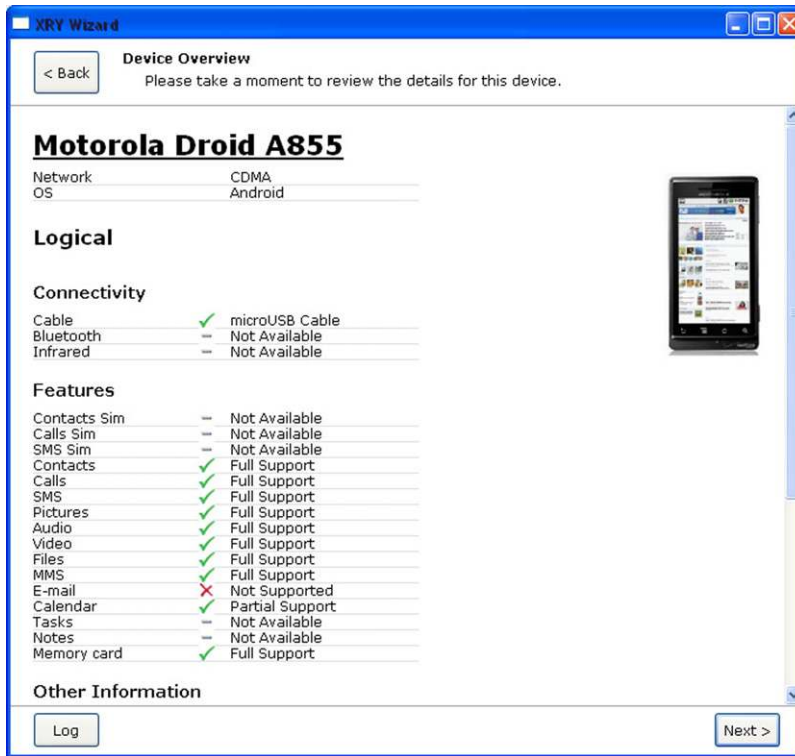 XRY Wizard
< Back
Device Overview
Please take a moment to review the details for this device.
Motorola Droid A855
Network CDMA
OS Android
Logical
Connectivity
Cable microUSB Cable
Bluetooth Not Available
Infrared Not Available
Features
Contacts Sim Not Available
Calls Sim Not Available
SMS Sim Not Available
Contacts Full Support
Calls Full Support
SMS Full Support
Pictures Full Support
Audio Full Support
Video Full Support
Files Full Support
MMS Full Support
E-mail Not Supported
Calendar Partial Support
Tasks Not Available
Notes Not Available
Memory card Full Support
Other Information
Log
Next >